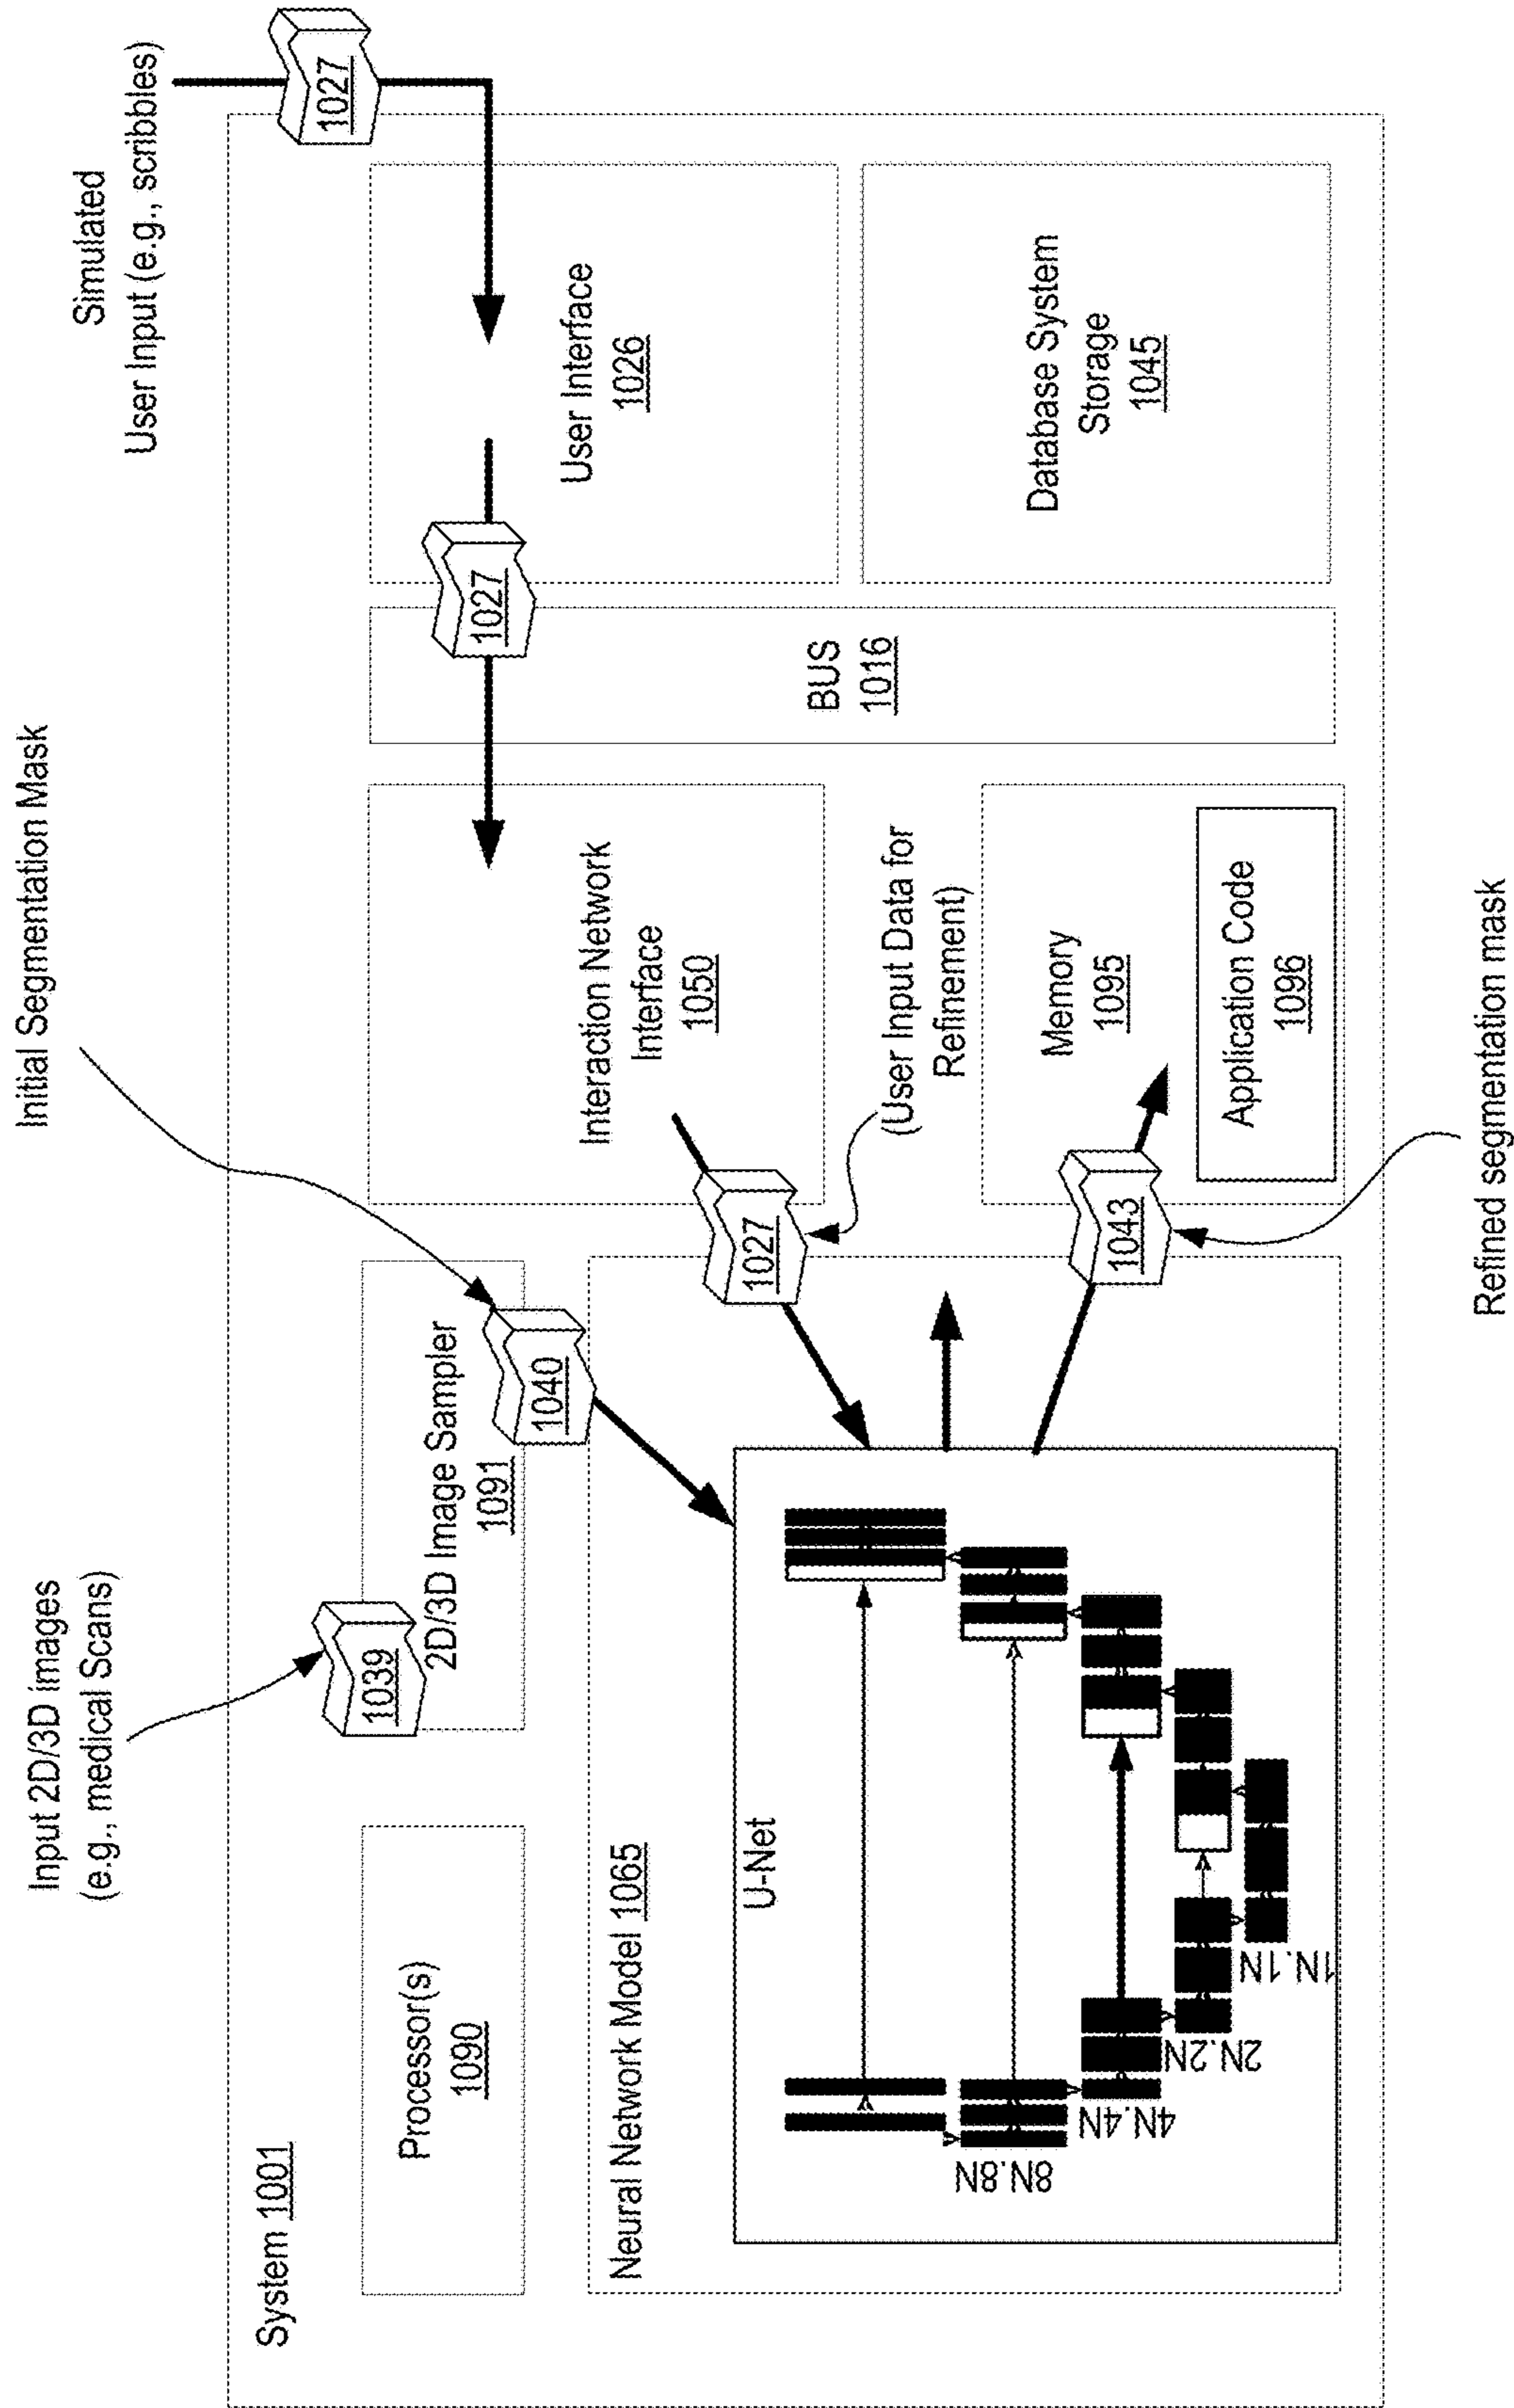 Input 2D/3D images
(e.g., medical Scans)
Initial Segmentation Mask
Simulated
User Input (e.g., scribbles)
System 1001
Processor(s)
1090
1039
2D/3D Image Sampler
1091
1040
Interaction Network
Interface
1050
1027
User Interface
1026
1027
BUS
1016
Database System
Storage
1045
Neural Network Model 1065
U-Net
8N.8N
4N.4N
2N.2N
1N.1N
1027
(User Input Data for
Refinement)
1043
Memory
1095
Application Code
1096
Refined segmentation mask